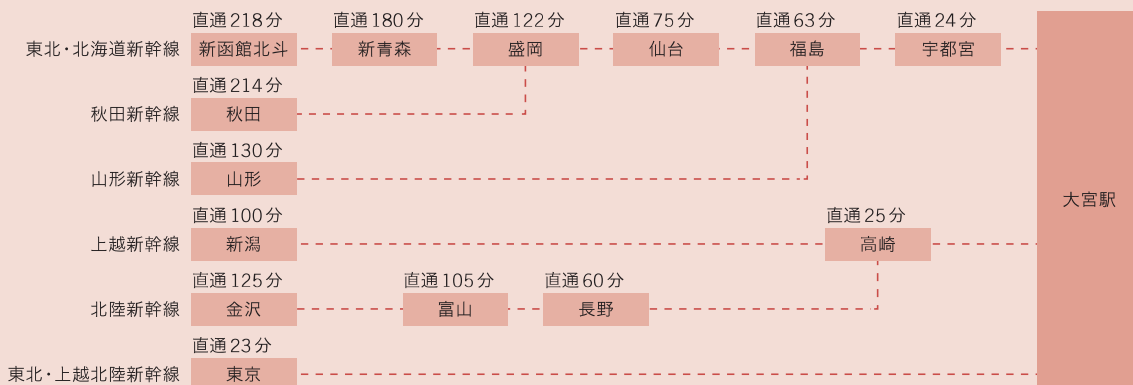 直通218分 直通180分 直通122分 直通75分 直通63分 直通24分
東北・北海道新幹線 新函館北斗 新青森 盛岡 仙台 福島 宇都宮
直通214分
秋田新幹線 秋田
直通130分
山形新幹線 山形
大宮駅
直通100分 直通25分
上越新幹線 新潟 高崎
直通125分 直通105分 直通60分
北陸新幹線 金沢 富山 長野
直通23分
東北・上越北陸新幹線 東京